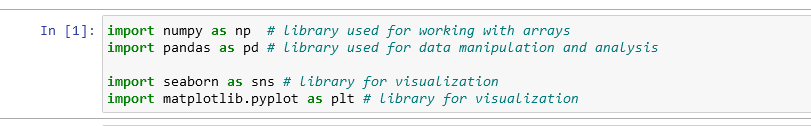 In [1]: import numpy as np  # library used for working with arrays
import pandas as pd # library used for data manipulation and analysis
import seaborn as sns # library for visualization
import matplotlib.pyplot as plt # library for visualization